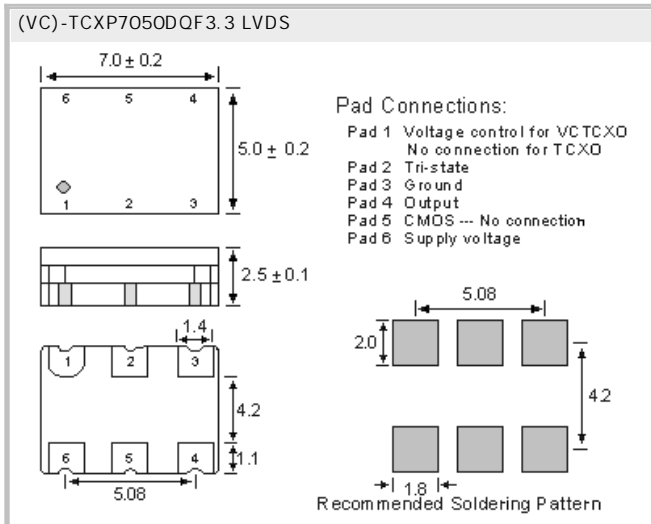 (VC)-TCXP7050DQF3.3 LVDS
7.0 ± 0.2
6 5 4
5.0 ± 0.2
1 2 3
Pad Connections:
Pad 1 Voltage control for VCTCXO
No connection for TCXO
Pad 2 Tri-state
Pad 3 Ground
Pad 4 Output
Pad 5 CMOS --- No connection
Pad 6 Supply voltage
2.5 ± 0.1
1.4
1 2 3
4.2
6 5 4
1.1
5.08
5.08
2.0
4.2
1.8
Recommended Soldering Pattern